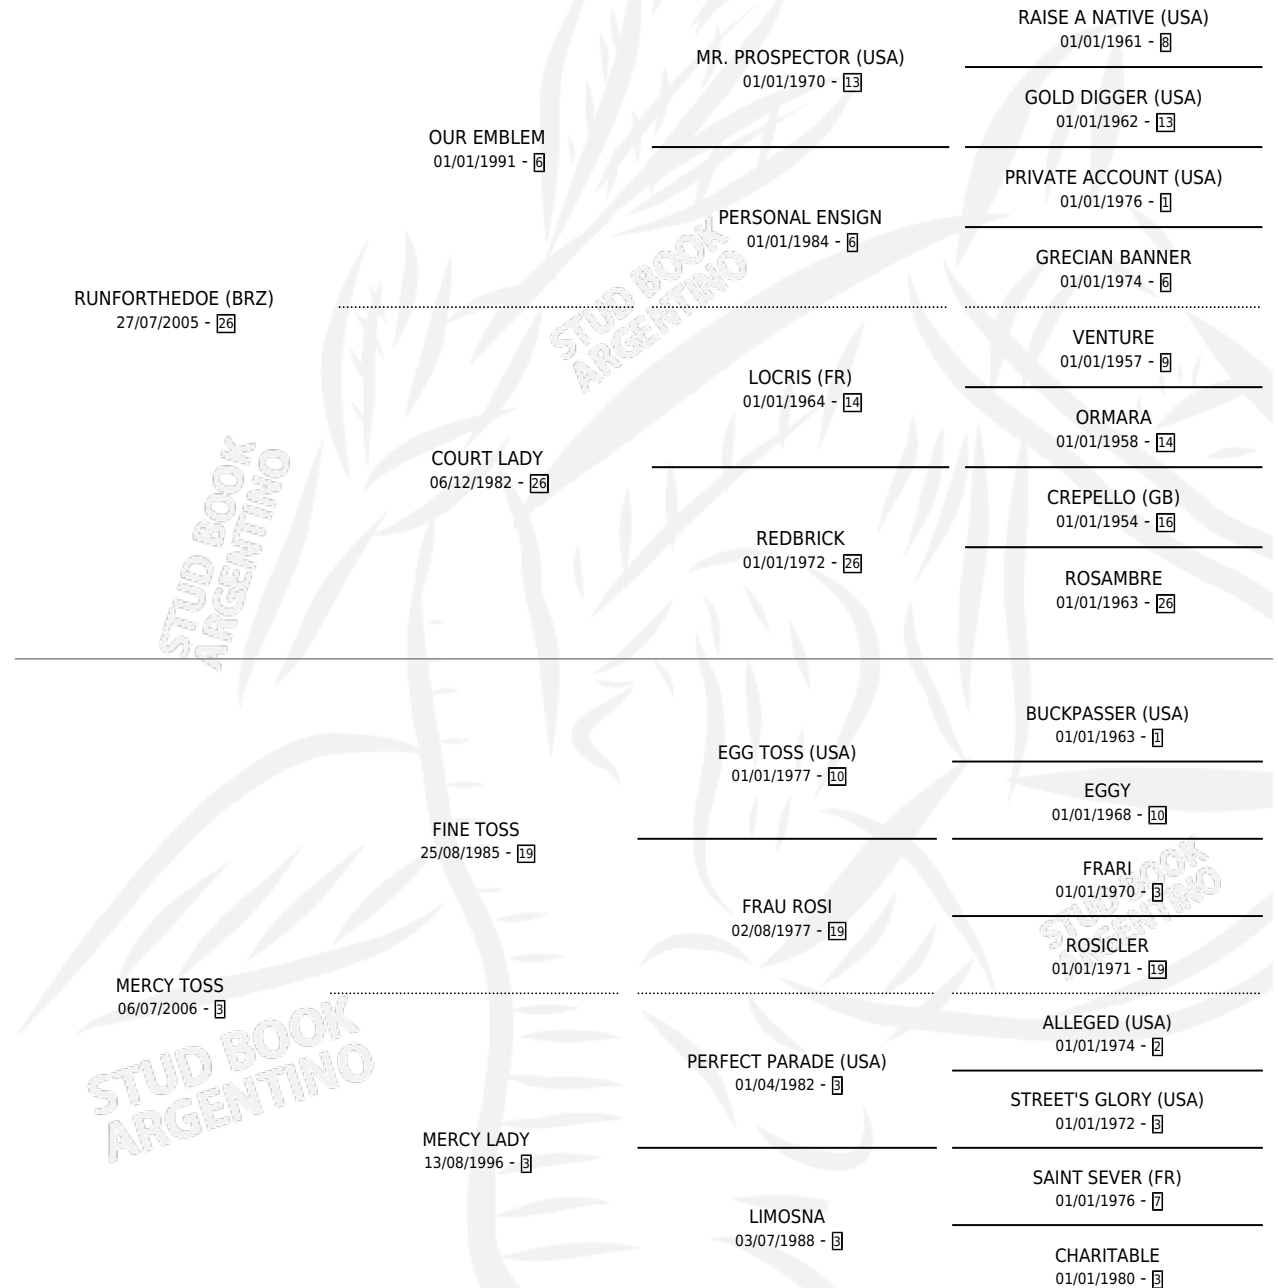 RAISE A NATIVE (USA)
01/01/1961 - 8
MR. PROSPECTOR (USA)
01/01/1970 - 13
GOLD DIGGER (USA)
01/01/1962 - 13
OUR EMBLEM
01/01/1991 - 6
PRIVATE ACCOUNT (USA)
01/01/1976 - 1
PERSONAL ENSIGN
01/01/1984 - 6
GRECIAN BANNER
01/01/1974 - 6
RUNFORTHEDOE (BRZ)
27/07/2005 - 26
STUD BOOK
ARGENTINO
VENTURE
01/01/1957 - 9
LOCRIS (FR)
01/01/1964 - 14
ORMARA
01/01/1958 - 14
COURT LADY
06/12/1982 - 26
CREPELLO (GB)
01/01/1954 - 16
REDBRICK
01/01/1972 - 26
ROSAMBRE
01/01/1963 - 26
STUD BOOK
ARGENTINO
BUCKPASSER (USA)
01/01/1963 - 1
EGG TOSS (USA)
01/01/1977 - 10
EGGY
01/01/1968 - 10
FINE TOSS
25/08/1985 - 19
FRARI
01/01/1970 - 3
FRAU ROSI
02/08/1977 - 19
STUD BOOK
ARGENTINO
ROSICLER
01/01/1971 - 19
MERCY TOSS
06/07/2006 - 3
ALLEGED (USA)
01/01/1974 - 2
PERFECT PARADE (USA)
01/04/1982 - 3
STREET'S GLORY (USA)
01/01/1972 - 3
STUD BOOK
ARGENTINO
MERCY LADY
13/08/1996 - 3
SAINT SEVER (FR)
01/01/1976 - 7
LIMOSNA
03/07/1988 - 3
CHARITABLE
01/01/1980 - 3